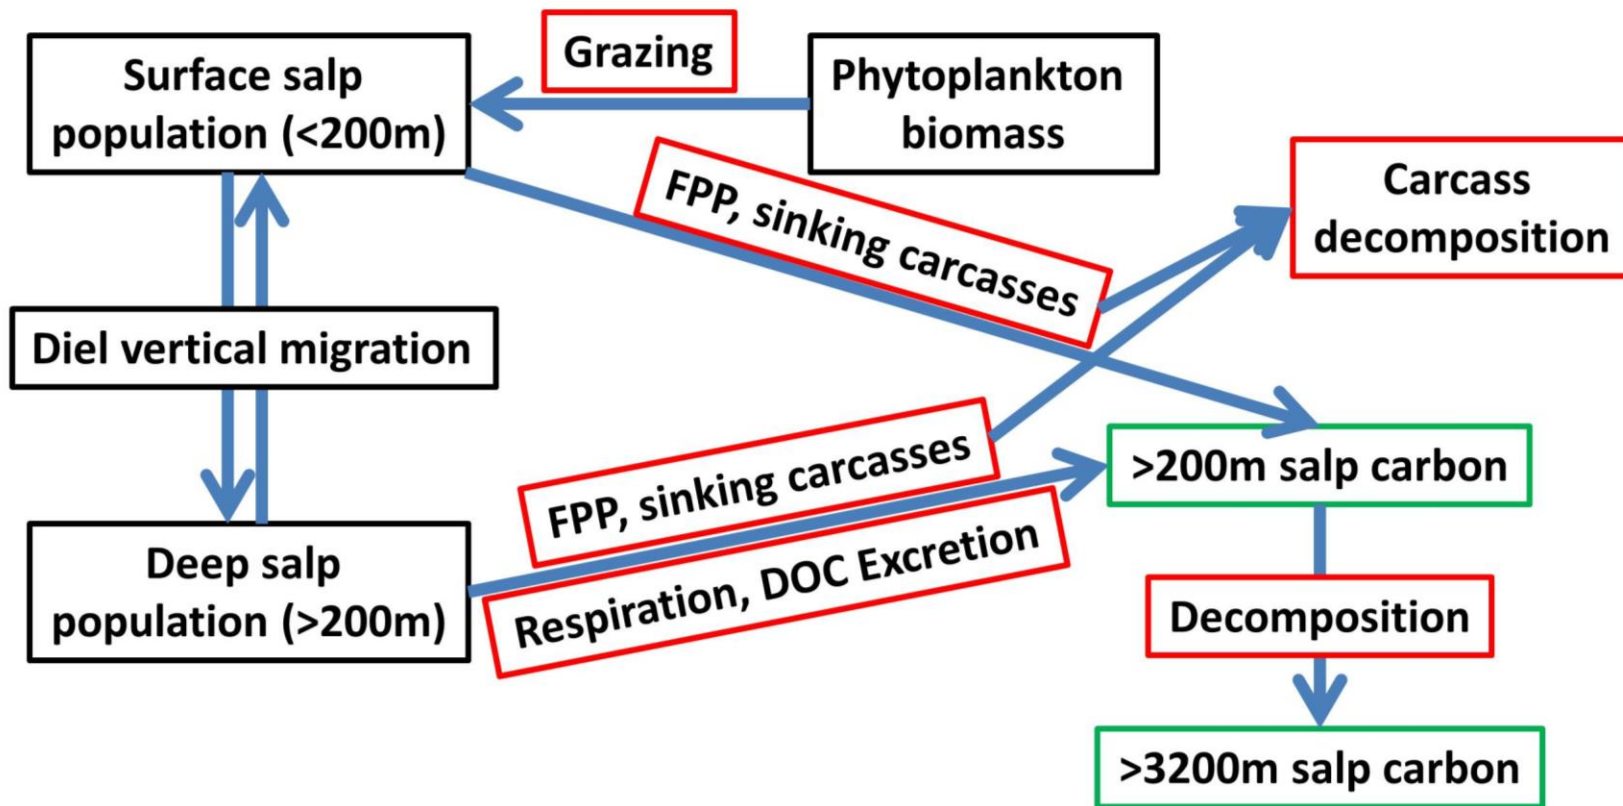 Surface salp
population (<200m)
Grazing
Phytoplankton
biomass
FPP, sinking carcasses
Carcass
decomposition
Diel vertical migration
FPP, sinking carcasses
>200m salp carbon
Deep salp
population (>200m)
Respiration, DOC Excretion
Decomposition
>3200m salp carbon